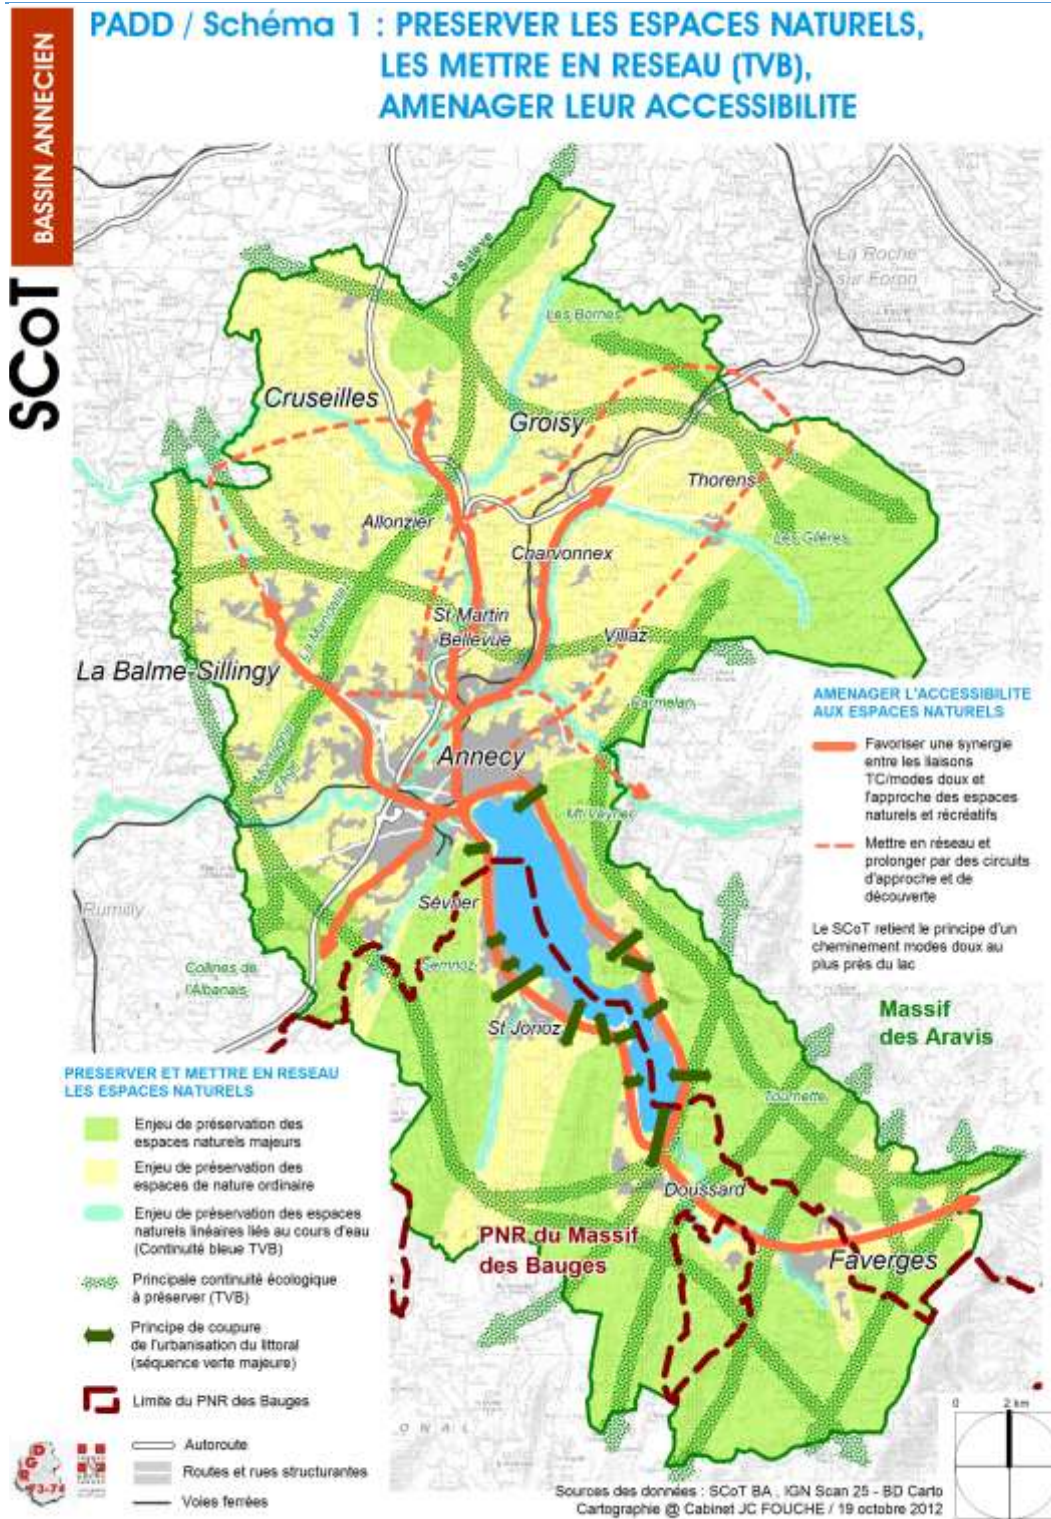 PADD / Schéma 1 : PRESERVER LES ESPACES NATURELS,
LES METTRE EN RESEAU (TVB),
AMENAGER LEUR ACCESSIBILITE
BASSIN ANNECIEN
SCoT
La Roche
sur Foron
Le Salève
Les Bornes
Cruseilles
Groisy
Thorens
Allonzier
Les Glières
Charvonnex
La Mandallaz
St Martin
Bellevue
Villaz
La Balme-Sillingy
Parmelan
Montagne
d'Age
Annecy
Mt Veyrier
Rumilly
Sévrier
Semnoz
Collines de
l'Albanais
St Jorioz
AMENAGER L'ACCESSIBILITE
AUX ESPACES NATURELS
Favoriser une synergie
entre les liaisons
TC/modes doux et
l'approche des espaces
naturels et récréatifs
Mettre en réseau et
prolonger par des circuits
d'approche et de
découverte
Le SCoT retient le principe d'un
cheminement modes doux au
plus près du lac
Massif
des Aravis
Tournette
Doussard
PNR du Massif
des Bauges
Faverges
PRESERVER ET METTRE EN RESEAU
LES ESPACES NATURELS
Enjeu de préservation des
espaces naturels majeurs
Enjeu de préservation des
espaces de nature ordinaire
Enjeu de préservation des espaces
naturels linéaires liés au cours d'eau
(Continuité bleue TVB)
Principale continuité écologique
à préserver (TVB)
Principe de coupure
de l'urbanisation du littoral
(séquence verte majeure)
Limite du PNR des Bauges
Autoroute
Routes et rues structurantes
Voies ferrées
O N A L
0 2 km
73-74
Sources des données : SCoT BA , IGN Scan 25 - BD Carto
Cartographie @ Cabinet JC FOUCHE / 19 octobre 2012